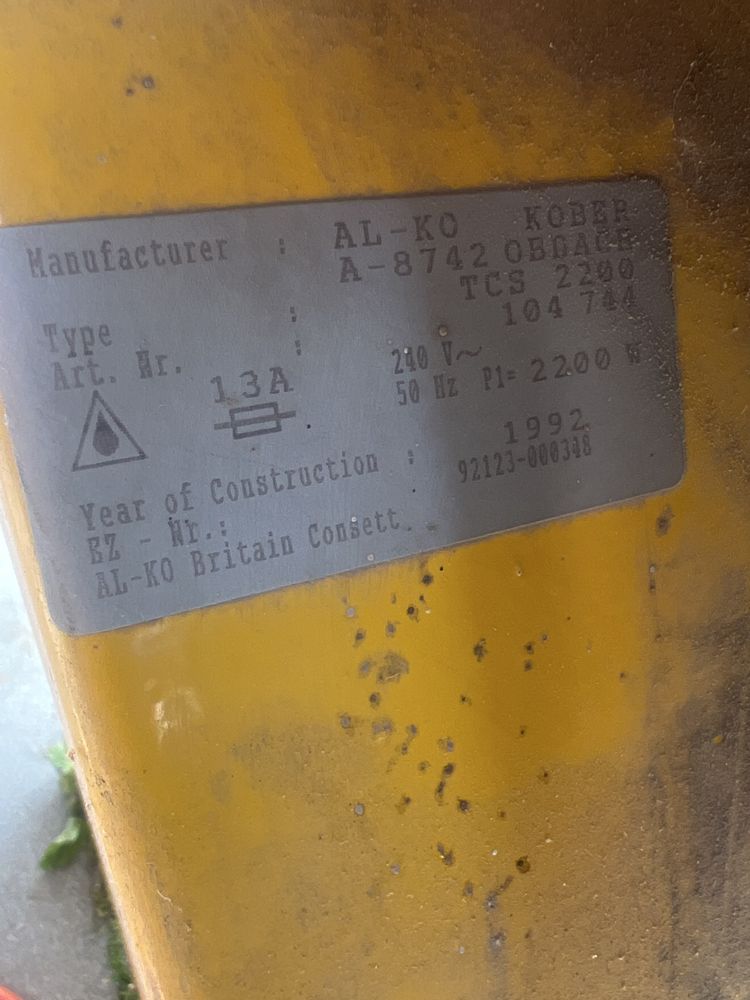 Manufacturer : AL-KO KOBER
A-8742 OBDACH
Type : TCS 2200
Art. Nr. : 104 744
13A 240 V~
50 Hz P1= 2200 W
Year of Construction : 1992
EZ - Nr.: 92123-000348
AL-KO Britain Consett